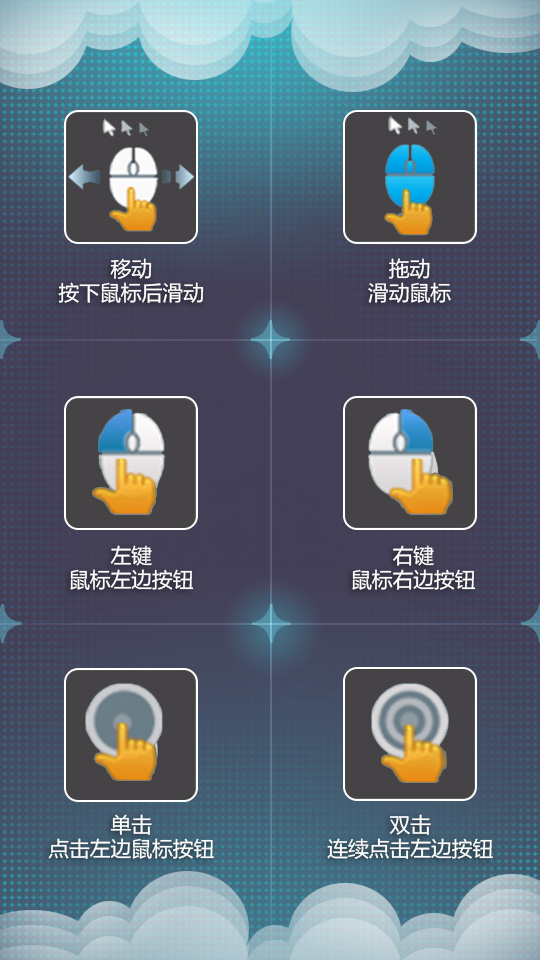 移动
按下鼠标后滑动
拖动
滑动鼠标
左键
鼠标左边按钮
右键
鼠标右边按钮
单击
点击左边鼠标按钮
双击
连续点击左边按钮